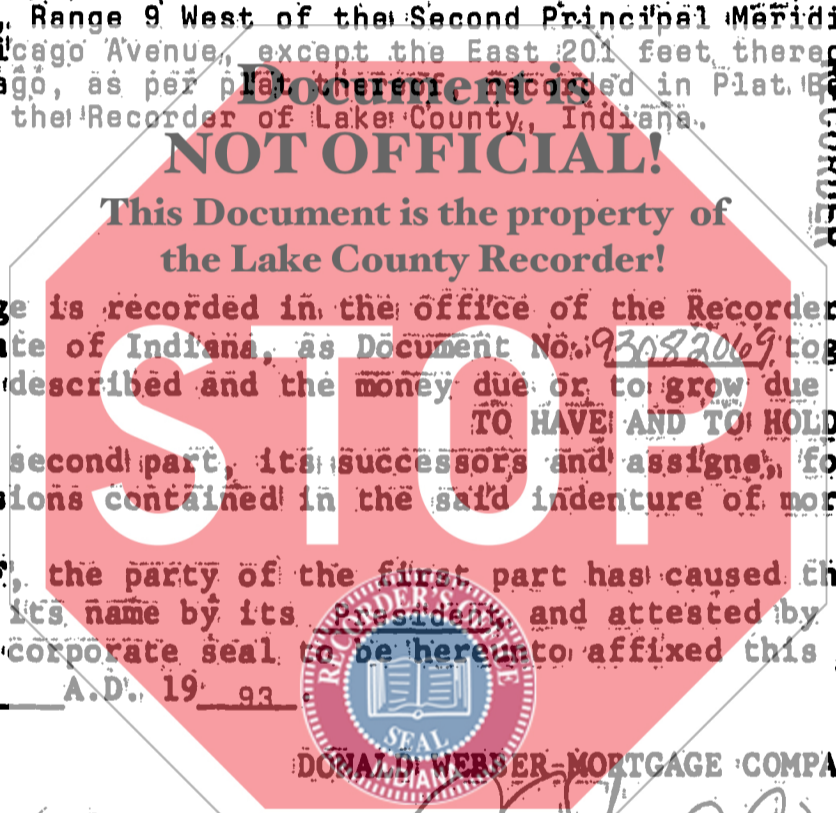 Range 9 West of the Second Principal Merid
cago Avenue, except the East 201 feet there
ago, as per plat thereof, recorded in Plat B
the Recorder of Lake County, Indiana.
RECORDER
Document is
NOT OFFICIAL!
This Document is the property of
the Lake County Recorder!
ge is recorded in the office of the Recorder
ate of Indiana, as Document No. 93082069 tog
described and the money due or to grow due
TO HAVE AND TO HOLD
second part, its successors and assigns, fo
sions contained in the said indenture of mor
STOP
, the party of the first part has caused th
its name by its President and attested by
corporate seal to be hereunto affixed this
A.D. 19 93
RECORDER'S OFFICE
SEAL
INDIANA
DONALD WEBBER MORTGAGE COMPA